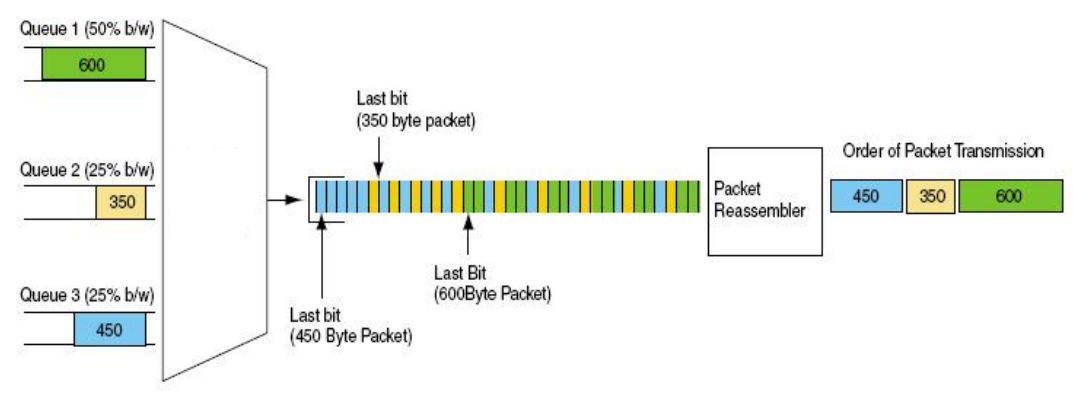 Queue 1 (50% b/w)
600
Queue 2 (25% b/w)
350
Queue 3 (25% b/w)
450
Last bit
(350 byte packet)
Last bit
(450 Byte Packet)
Last Bit
(600Byte Packet)
Packet
Reassembler
Order of Packet Transmission
450 350 600